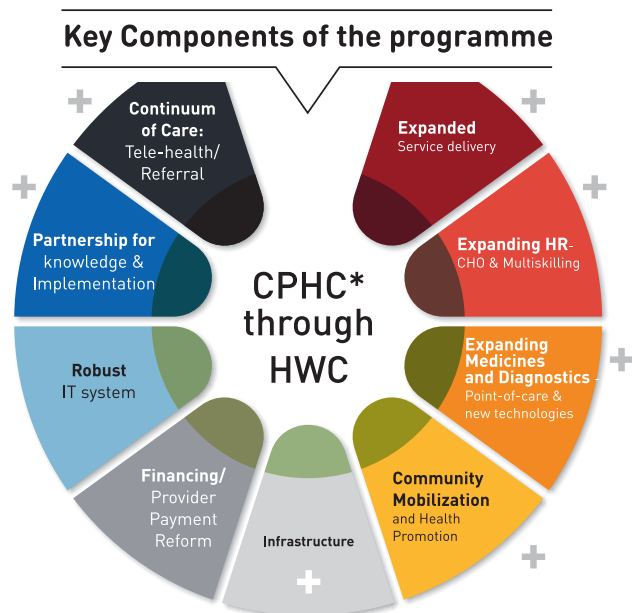 Key Components of the programme
Continuum
of Care:
Tele-health/
Referral
Expanded
Service delivery
Partnership for
knowledge &
Implementation
Expanding HR-
CHO & Multiskilling
CPHC*
through
HWC
Robust
IT system
Expanding
Medicines
and Diagnostics -
Point-of-care &
new technologies
Financing/
Provider
Payment
Reform
Infrastructure
Community
Mobilization
and Health
Promotion